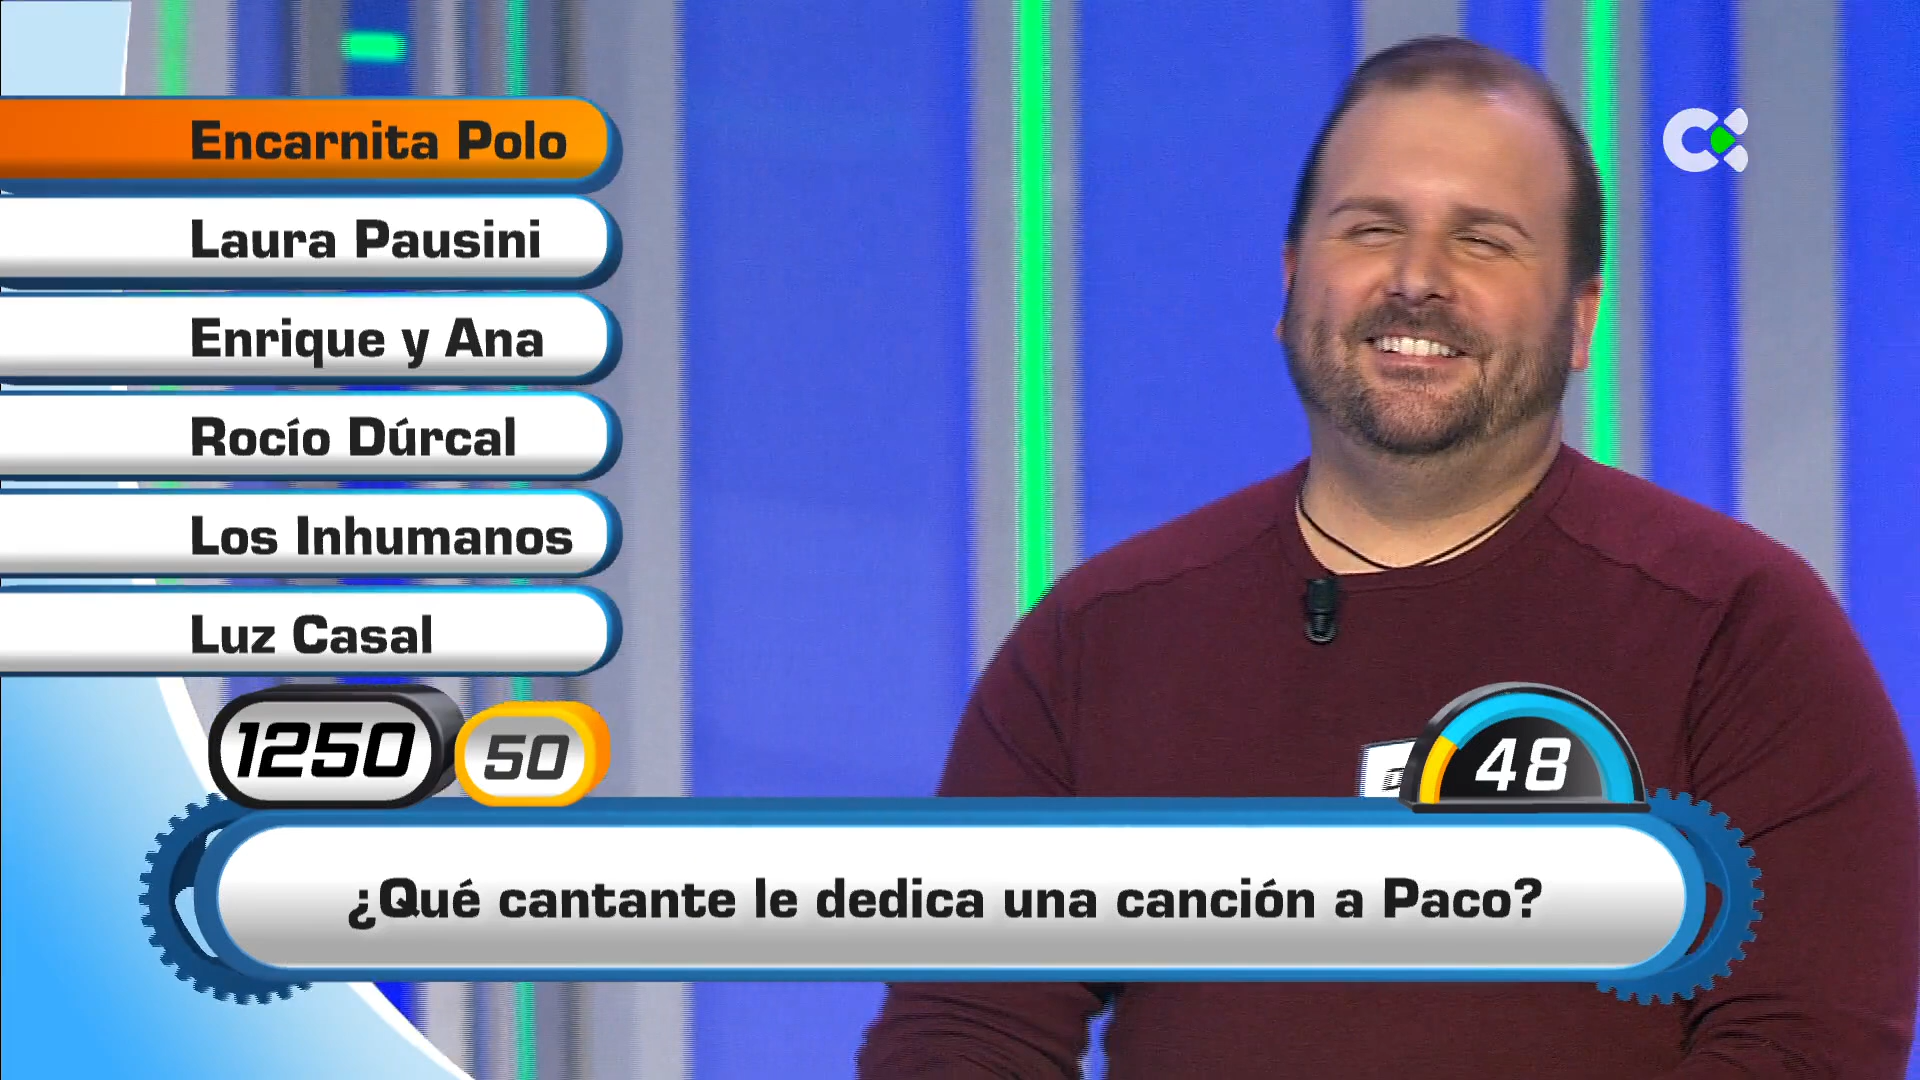 Encarnita Polo
Laura Pausini
Enrique y Ana
Rocío Dúrcal
Los Inhumanos
Luz Casal
1250
50
48
¿Qué cantante le dedica una canción a Paco?